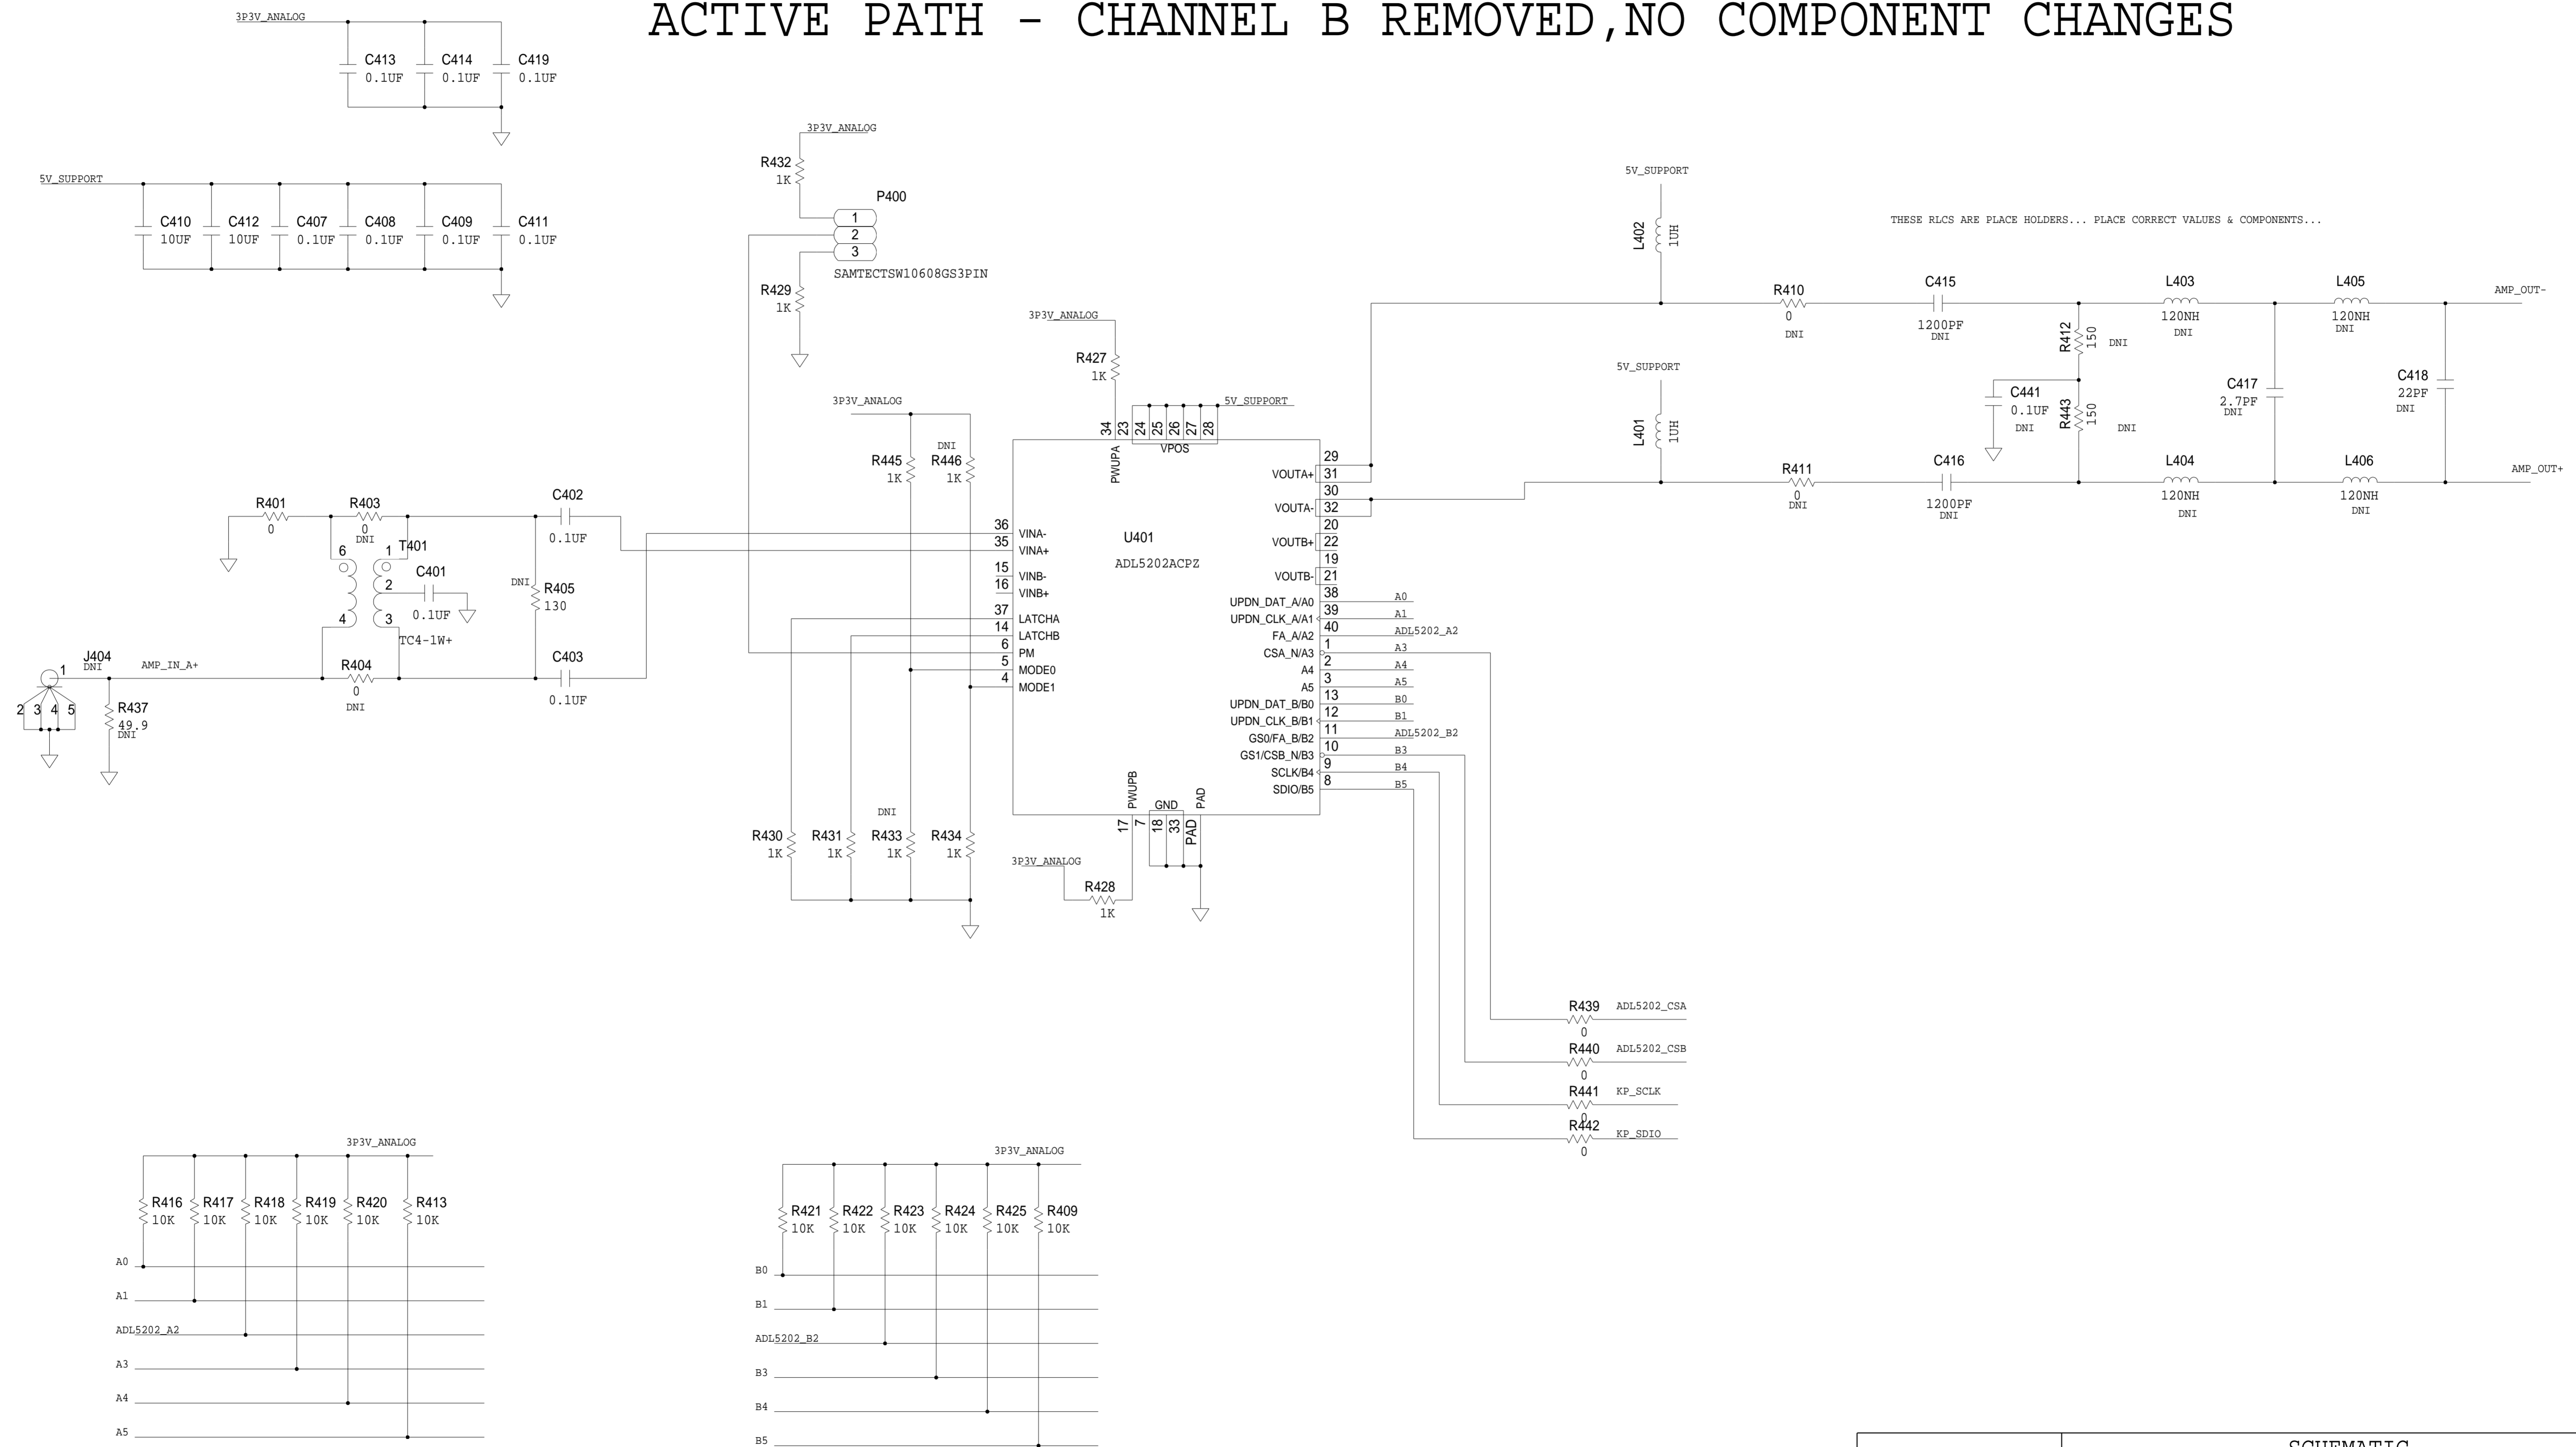 ACTIVE PATH - CHANNEL B REMOVED,NO COMPONENT CHANGES
3P3V_ANALOG
C413
0.1UF
C414
0.1UF
C419
0.1UF
5V_SUPPORT
C410
10UF
C412
10UF
C407
0.1UF
C408
0.1UF
C409
0.1UF
C411
0.1UF
3P3V_ANALOG
R432
1K
P400
1
2
3
SAMTECTSW10608GS3PIN
R429
1K
3P3V_ANALOG
R427
1K
5V_SUPPORT
L402
1UH
5V_SUPPORT
L401
1UH
THESE RLCS ARE PLACE HOLDERS... PLACE CORRECT VALUES & COMPONENTS...
R410
0
DNI
C415
1200PF
DNI
L403
120NH
DNI
L405
120NH
DNI
AMP_OUT-
R412
150
DNI
C441
0.1UF
DNI
R443
150
DNI
C417
2.7PF
DNI
C418
22PF
DNI
R411
0
DNI
C416
1200PF
DNI
L404
120NH
DNI
L406
120NH
DNI
AMP_OUT+
3P3V_ANALOG
R445
1K
DNI
R446
1K
34
23
24
25
26
27
28
5V_SUPPORT
PWUPA
VPOS
U401
ADL5202ACPZ
36
VINA-
35
VINA+
15
VINB-
16
VINB+
37
LATCHA
14
LATCHB
6
PM
5
MODE0
4
MODE1
29
VOUTA+
31
30
VOUTA-
32
20
VOUTB+
22
19
VOUTB-
21
38
UPDN_DAT_A/A0
A0
39
UPDN_CLK_A/A1
A1
40
FA_A/A2
ADL5202_A2
1
CSA_N/A3
A3
2
A4
A4
3
A5
A5
13
UPDN_DAT_B/B0
B0
12
UPDN_CLK_B/B1
B1
11
GS0/FA_B/B2
ADL5202_B2
10
GS1/CSB_N/B3
B3
9
SCLK/B4
B4
8
SDIO/B5
B5
PWUPB
GND
PAD
17
7
18
33
PAD
3P3V_ANALOG
R428
1K
R401
0
R403
0
DNI
C402
0.1UF
6
1
T401
2
C401
0.1UF
4
3
TC4-1W+
DNI
R405
130
J404
DNI
1
2
3
4
5
AMP_IN_A+
R437
49.9
DNI
R404
0
DNI
C403
0.1UF
R430
1K
R431
1K
DNI
R433
1K
R434
1K
R439
0
ADL5202_CSA
R440
0
ADL5202_CSB
R441
0
KP_SCLK
R442
0
KP_SDIO
3P3V_ANALOG
R416
10K
R417
10K
R418
10K
R419
10K
R420
10K
R413
10K
A0
A1
ADL5202_A2
A3
A4
A5
3P3V_ANALOG
R421
10K
R422
10K
R423
10K
R424
10K
R425
10K
R409
10K
B0
B1
ADL5202_B2
B3
B4
B5
SCHEMATIC